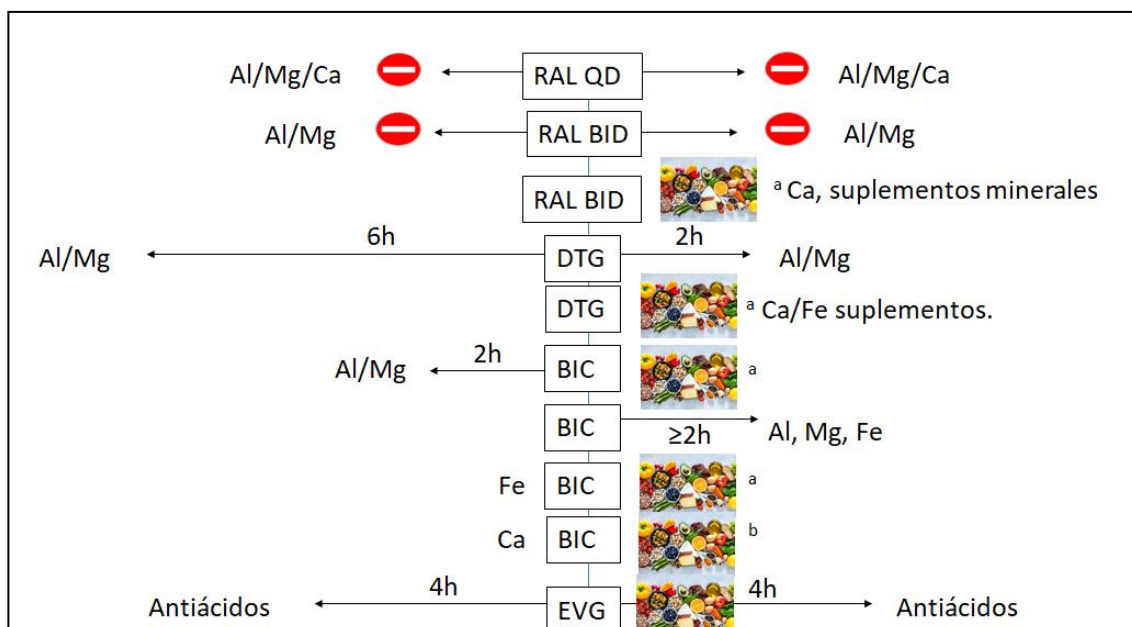 Al/Mg/Ca RAL QD Al/Mg/Ca
Al/Mg RAL BID Al/Mg
RAL BID a Ca, suplementos minerales
6h 2h
Al/Mg DTG Al/Mg
DTG a Ca/Fe suplementos.
2h
Al/Mg BIC a
BIC ≥2h Al, Mg, Fe
Fe BIC a
Ca BIC b
4h 4h
Antiácidos EVG Antiácidos